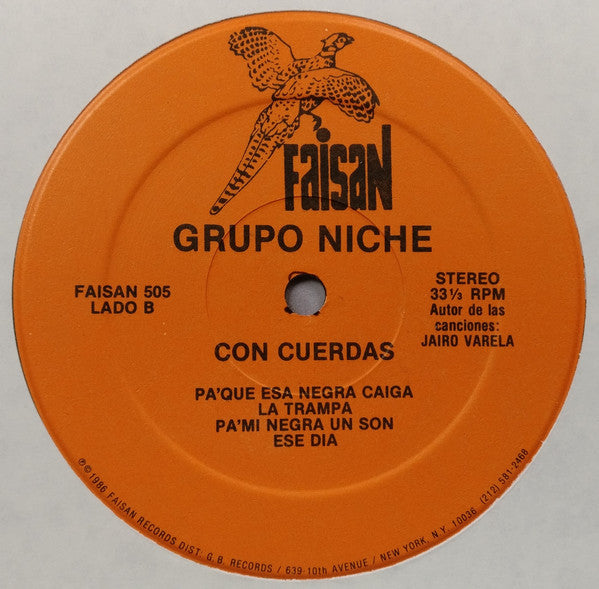 FAISAN
GRUPO NICHE
FAISAN 505
LADO B
STEREO
33⅓ RPM
Autor de las
canciones:
JAIRO VARELA
CON CUERDAS
PA'QUE ESA NEGRA CAIGA
LA TRAMPA
PA'MI NEGRA UN SON
ESE DIA
℗©1986 FAISAN RECORDS DIST. G. B. RECORDS / 639-10th AVENUE / NEW YORK, N.Y. 10036 (212) 581-2468